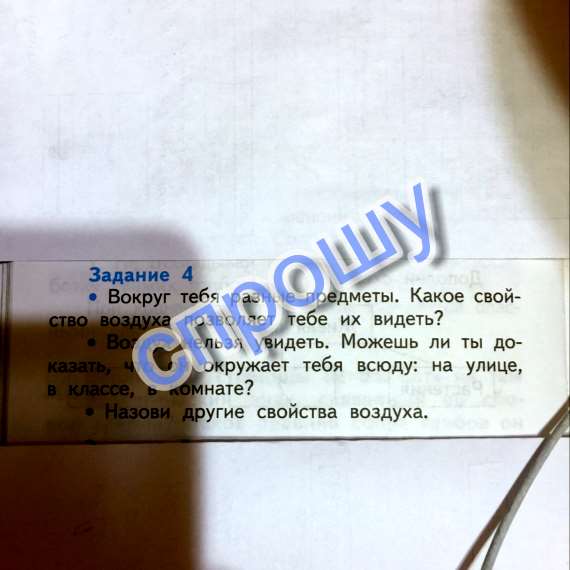 Задание 4
• Вокруг тебя разные предметы. Какое свой-
ство воздуха позволяет тебе их видеть?
• нельзя увидеть. Можешь ли ты до-
казать, окружает тебя всюду: на улице,
в классе, в комнате?
• Назови другие свойства воздуха.
спрошу